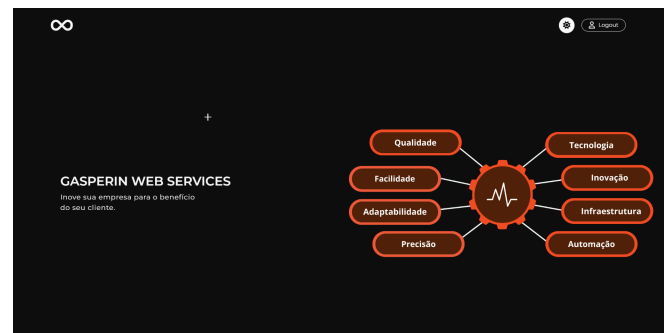 Logout
GASPERIN WEB SERVICES
Inove sua empresa para o benefício
do seu cliente.
Qualidade
Facilidade
Adaptabilidade
Precisão
Tecnologia
Inovação
Infraestrutura
Automação